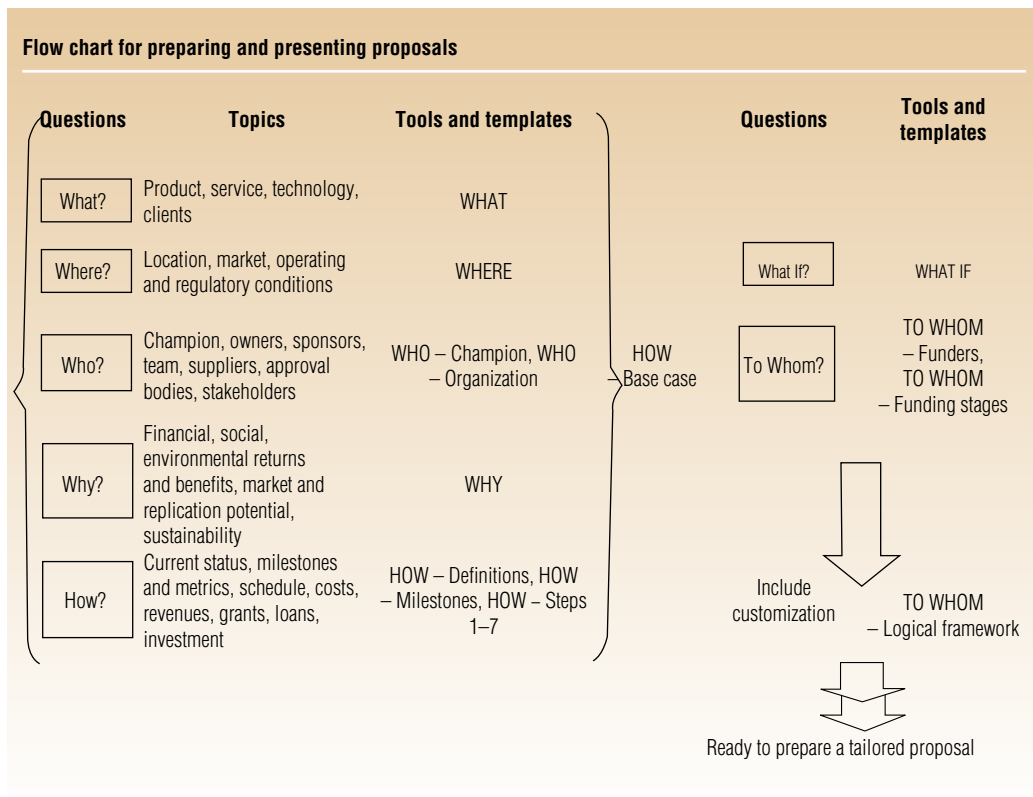 Flow chart for preparing and presenting proposals
Questions
Topics
Tools and templates
What?
Product, service, technology,
clients
WHAT
Where?
Location, market, operating
and regulatory conditions
WHERE
Who?
Champion, owners, sponsors,
team, suppliers, approval
bodies, stakeholders
WHO – Champion, WHO
– Organization
Why?
Financial, social,
environmental returns
and benefits, market and
replication potential,
sustainability
WHY
How?
Current status, milestones
and metrics, schedule, costs,
revenues, grants, loans,
investment
HOW – Definitions, HOW
– Milestones, HOW – Steps
1–7
HOW
– Base case
Questions
Tools and
templates
What If?
WHAT IF
To Whom?
TO WHOM
– Funders,
TO WHOM
– Funding stages
Include
customization
TO WHOM
– Logical framework
Ready to prepare a tailored proposal